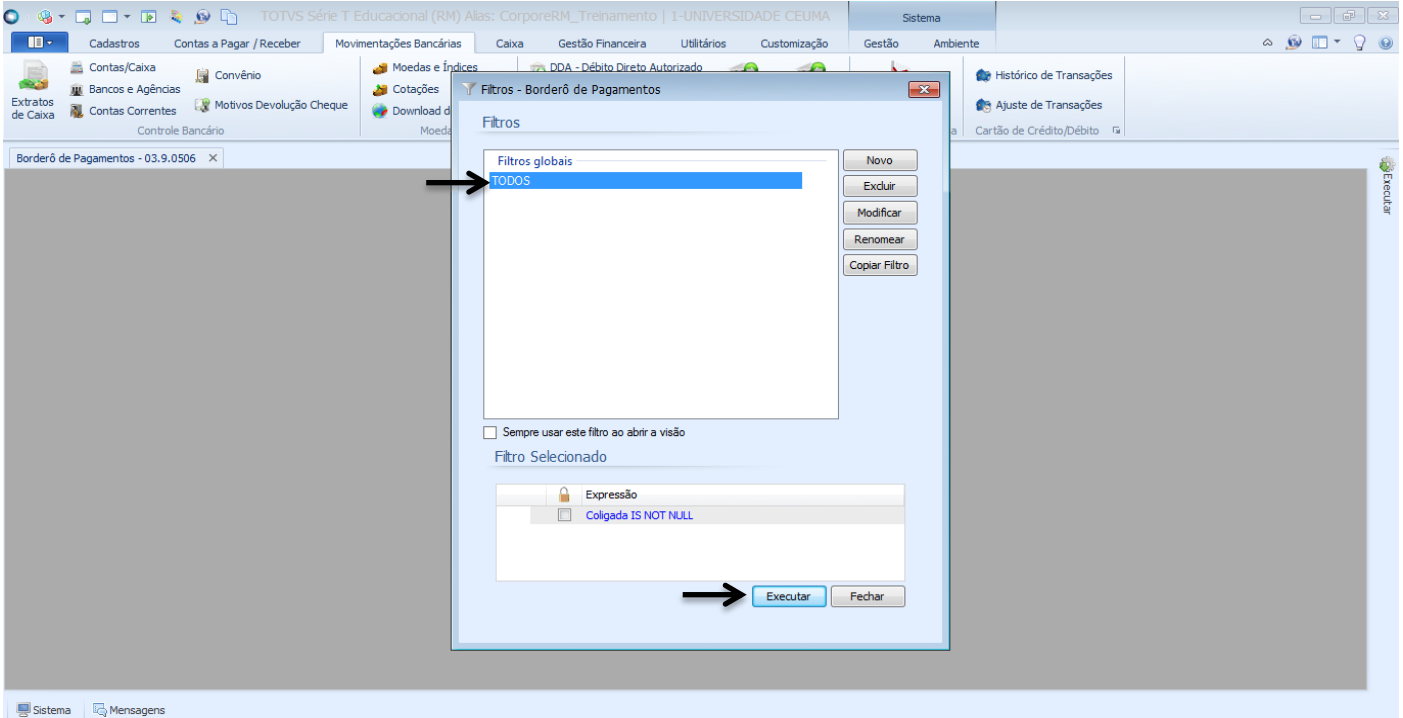 TOTVS Série T Educacional (RM) Alias: CorporeRM_Treinamento | 1-UNIVERSIDADE CEUMA
Sistema
Cadastros Contas a Pagar / Receber Movimentações Bancárias Caixa Gestão Financeira Utilitários Customização Gestão Ambiente
Extratos
de Caixa
Contas/Caixa
Bancos e Agências
Contas Correntes
Convênio
Motivos Devolução Cheque
Controle Bancário
Moedas e Índices
Cotações
Download d
Moeda
DDA - Débito Direto Autorizado
a
Histórico de Transações
Ajuste de Transações
Cartão de Crédito/Débito
Borderô de Pagamentos - 03.9.0506
Executar
Filtros - Borderô de Pagamentos
Filtros
Filtros globais
TODOS
Novo
Excluir
Modificar
Renomear
Copiar Filtro
Sempre usar este filtro ao abrir a visão
Filtro Selecionado
Expressão
Coligada IS NOT NULL
Executar Fechar
Sistema Mensagens